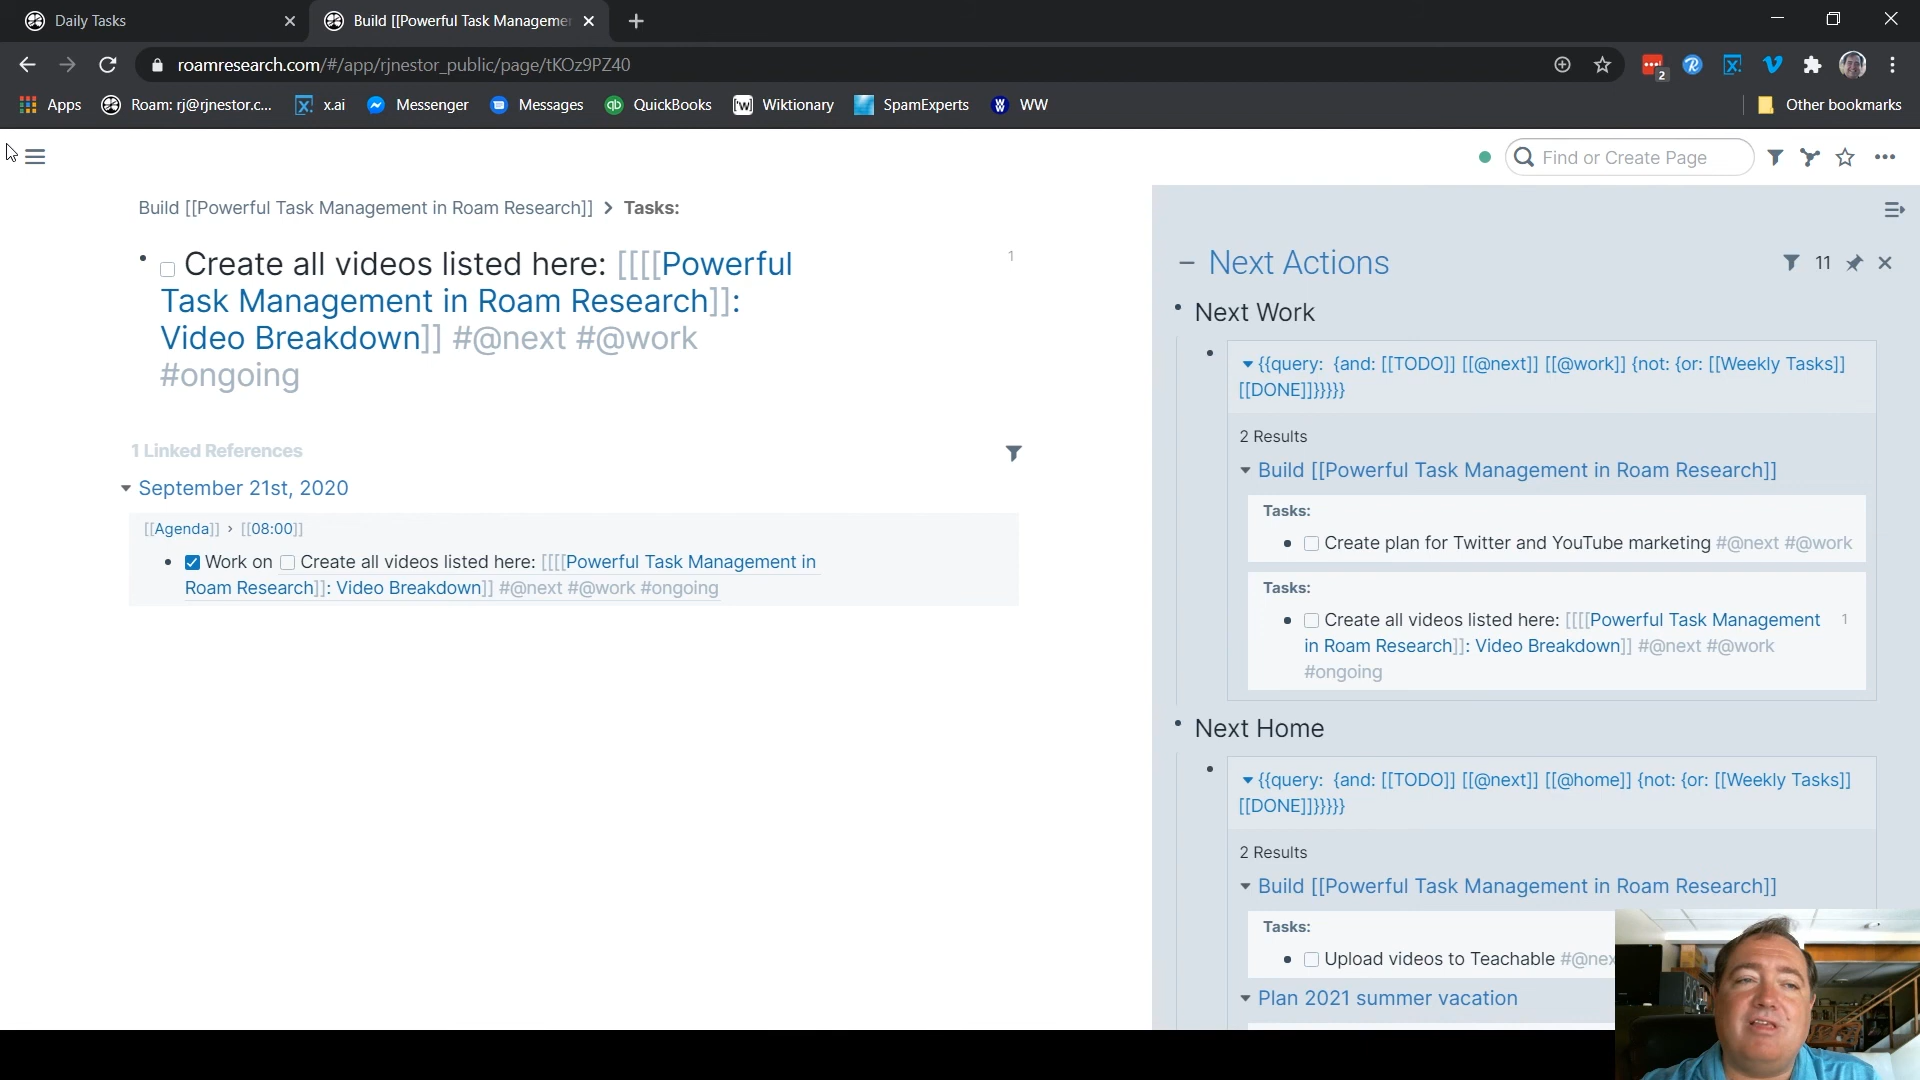 Daily Tasks
Build [[Powerful Task Manageme
roamresearch.com/#/app/rjnestor_public/page/tKOz9PZ40
2
Apps
Roam: rj@rjnestor.c...
x.ai
Messenger
Messages
QuickBooks
Wiktionary
SpamExperts
WW
Other bookmarks
Find or Create Page
Build [[Powerful Task Management in Roam Research]] > Tasks:
Create all videos listed here: [[[[Powerful
Task Management in Roam Research]]:
Video Breakdown]] #@next #@work
#ongoing
1
1 Linked References
September 21st, 2020
[[Agenda]] › [[08:00]]
Work on Create all videos listed here: [[[[Powerful Task Management in
Roam Research]]: Video Breakdown]] #@next #@work #ongoing
Next Actions
11
Next Work
{{query: {and: [[TODO]] [[@next]] [[@work]] {not: {or: [[Weekly Tasks]]
[[DONE]]}}}}}
2 Results
Build [[Powerful Task Management in Roam Research]]
Tasks:
Create plan for Twitter and YouTube marketing #@next #@work
Tasks:
Create all videos listed here: [[[[Powerful Task Management
in Roam Research]]: Video Breakdown]] #@next #@work
#ongoing
1
Next Home
{{query: {and: [[TODO]] [[@next]] [[@home]] {not: {or: [[Weekly Tasks]]
[[DONE]]}}}}}
2 Results
Build [[Powerful Task Management in Roam Research]]
Tasks:
Upload videos to Teachable #@nex
Plan 2021 summer vacation